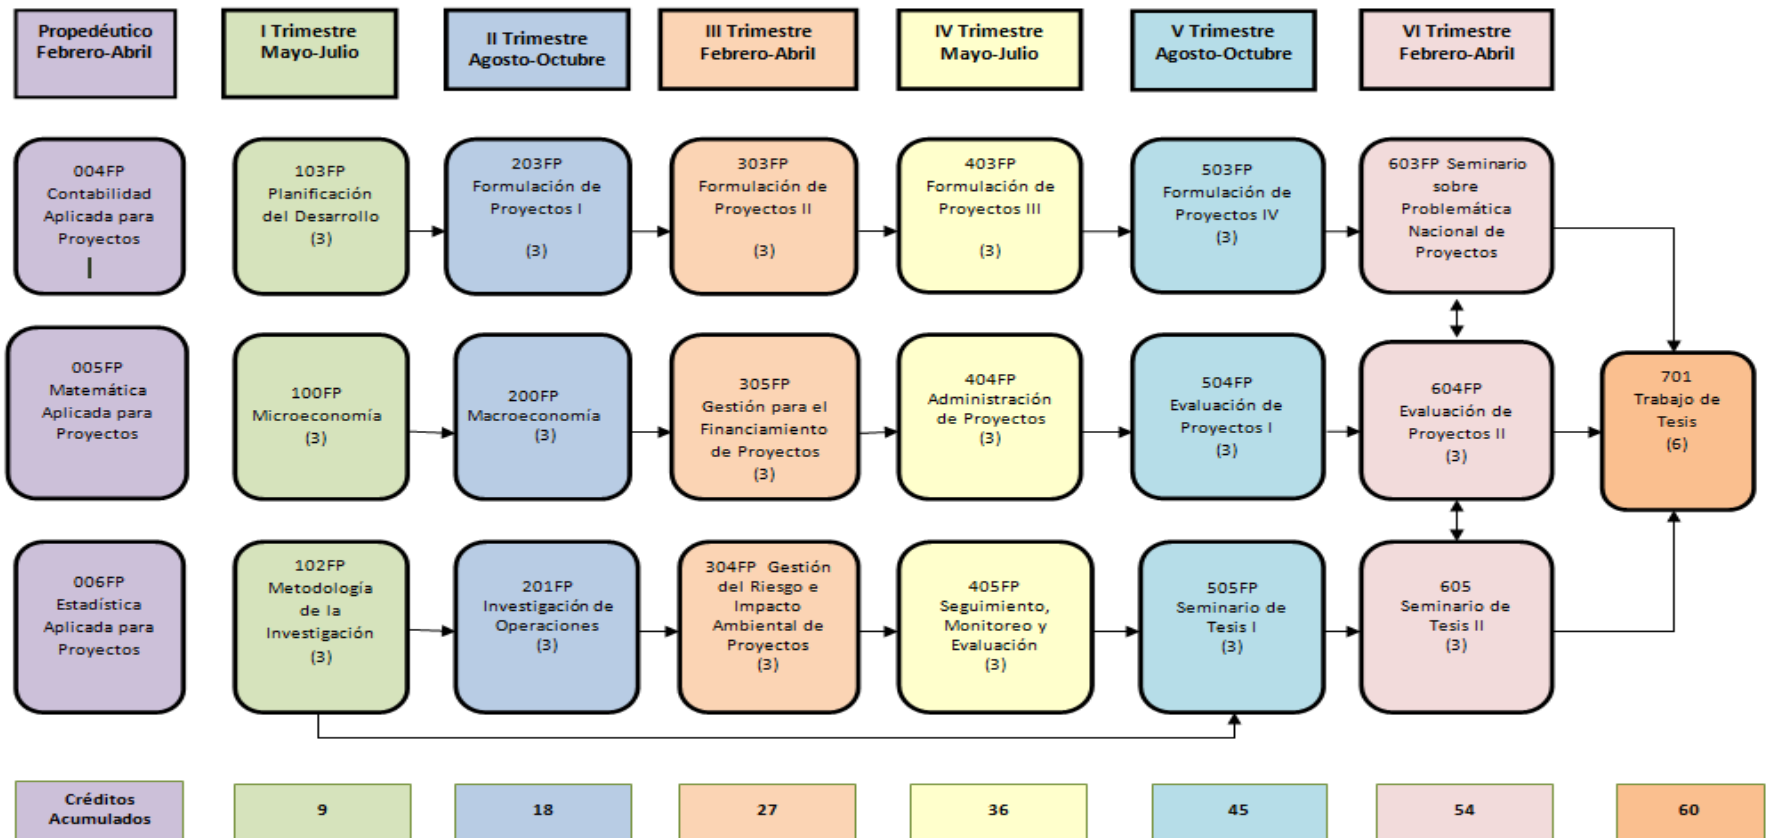 Propedéutico
Febrero-Abril
I Trimestre
Mayo-Julio
II Trimestre
Agosto-Octubre
III Trimestre
Febrero-Abril
IV Trimestre
Mayo-Julio
V Trimestre
Agosto-Octubre
VI Trimestre
Febrero-Abril
004FP
Contabilidad
Aplicada para
Proyectos
103FP
Planificación
del Desarrollo
(3)
203FP
Formulación de
Proyectos I
(3)
303FP
Formulación de
Proyectos II
(3)
403FP
Formulación de
Proyectos III
(3)
503FP
Formulación de
Proyectos IV
(3)
603FP Seminario
sobre
Problemática
Nacional de
Proyectos
005FP
Matemática
Aplicada para
Proyectos
100FP
Microeconomía
(3)
200FP
Macroeconomía
(3)
305FP
Gestión para el
Financiamiento
de Proyectos
(3)
404FP
Administración
de Proyectos
(3)
504FP
Evaluación de
Proyectos I
(3)
604FP
Evaluación de
Proyectos II
(3)
701
Trabajo de
Tesis
(6)
006FP
Estadística
Aplicada para
Proyectos
102FP
Metodología
de la
Investigación
(3)
201FP
Investigación de
Operaciones
(3)
304FP Gestión
del Riesgo e
Impacto
Ambiental de
Proyectos
(3)
405FP
Seguimiento,
Monitoreo y
Evaluación
(3)
505FP
Seminario de
Tesis I
(3)
605
Seminario de
Tesis II
(3)
Créditos
Acumulados
9
18
27
36
45
54
60